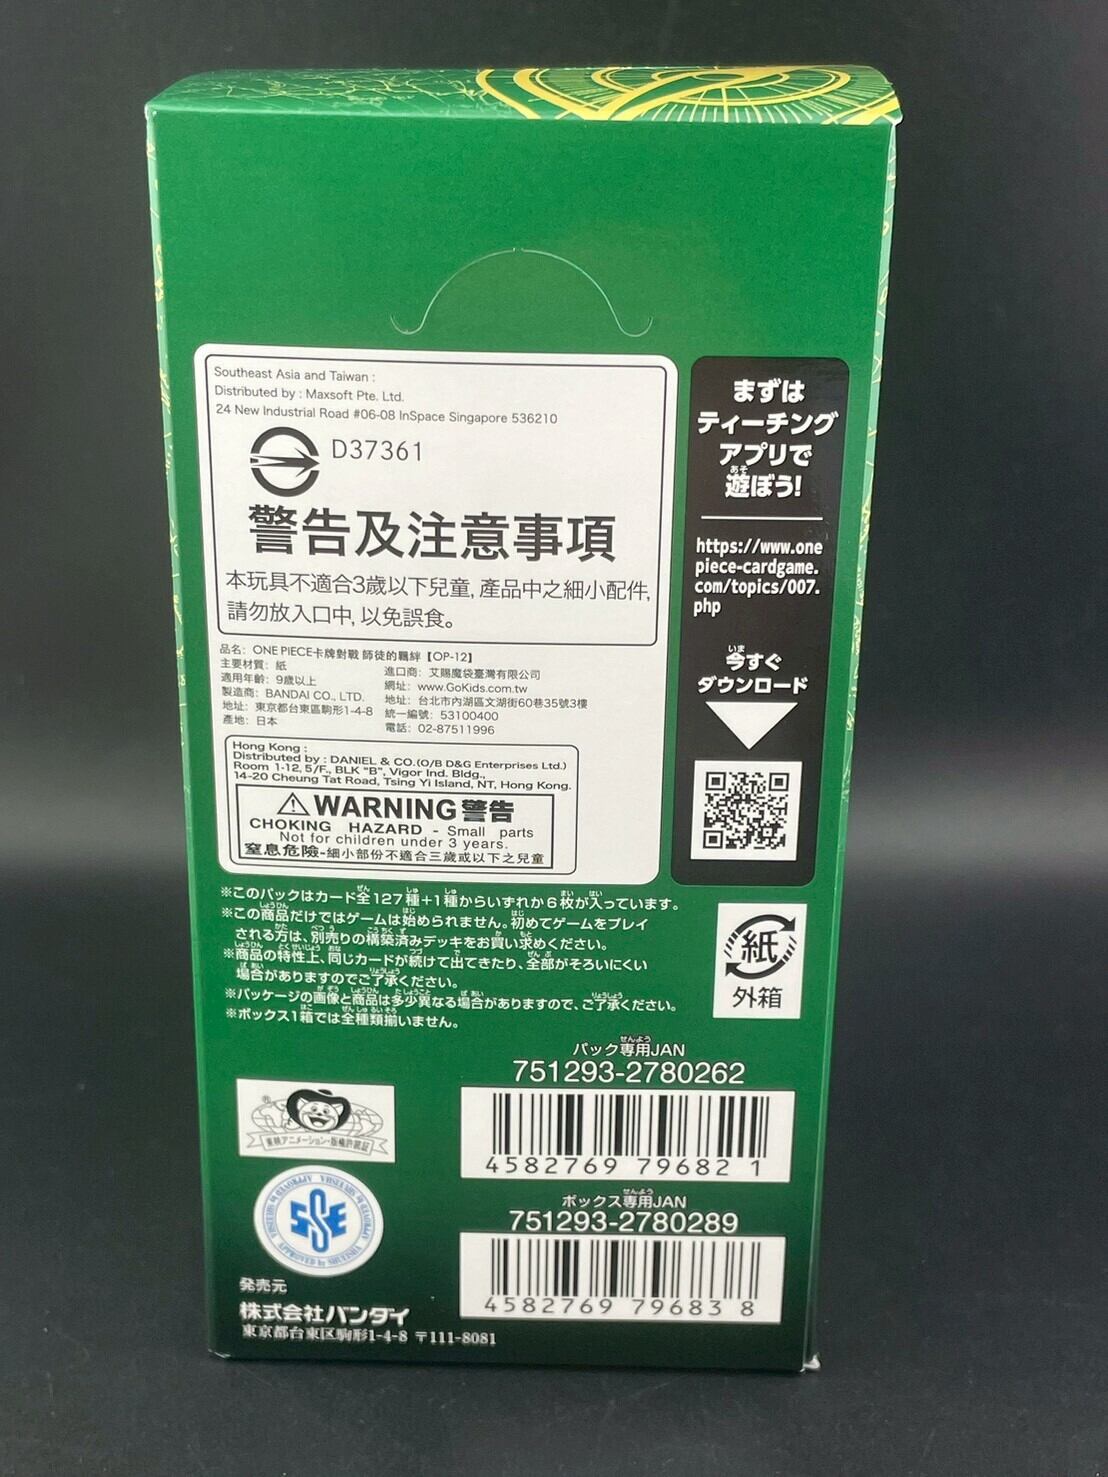 Southeast Asia and Taiwan :
Distributed by : Maxsoft Pte. Ltd.
24 New Industrial Road #06-08 InSpace Singapore 536210
D37361
警告及注意事項
本玩具不適合3歲以下兒童, 產品中之細小配件,
請勿放入口中, 以免誤食。
品名: ONE PIECE卡牌對戰 師徒的羈絆【OP-12】
主要材質: 紙
適用年齡: 9歲以上
製造商: BANDAI CO., LTD.
地址: 東京都台東區駒形1-4-8
產地: 日本
進口商: 艾賜魔袋臺灣有限公司
網址: www.GoKids.com.tw
地址: 台北市內湖區文湖街60巷35號3樓
統一編號: 53100400
電話: 02-87511996
Hong Kong :
Distributed by : DANIEL & CO.(O/B D&G Enterprises Ltd.)
Room 1-12, 5/F., BLK "B", Vigor Ind. Bldg.,
14-20 Cheung Tat Road, Tsing Yi Island, NT, Hong Kong.
WARNING 警告
CHOKING HAZARD - Small parts
Not for children under 3 years.
窒息危險-細小部份不適合三歲或以下之兒童
まずは
ティーチング
アプリで
遊ぼう!
https://www.one
piece-cardgame.
com/topics/007.
php
今すぐ
ダウンロード
※このパックはカード全127種+1種からいずれか6枚が入っています。
※この商品だけではゲームは始められません。初めてゲームをプレイ
される方は、別売りの構築済みデッキをお買い求めください。
※商品の特性上、同じカードが続けて出てきたり、全部がそろいにくい
場合がありますのでご了承ください。
※パッケージの画像と商品は多少異なる場合がありますので、ご了承ください。
※ボックス1箱では全種類揃いません。
紙
外箱
パック専用JAN
751293-2780262
4582769 79682 1
ボックス専用JAN
751293-2780289
4582769 79683 8
東映アニメーション・版権許諾証
APPROVED by SHUEISHA
発売元
株式会社バンダイ
東京都台東区駒形1-4-8 〒111-8081